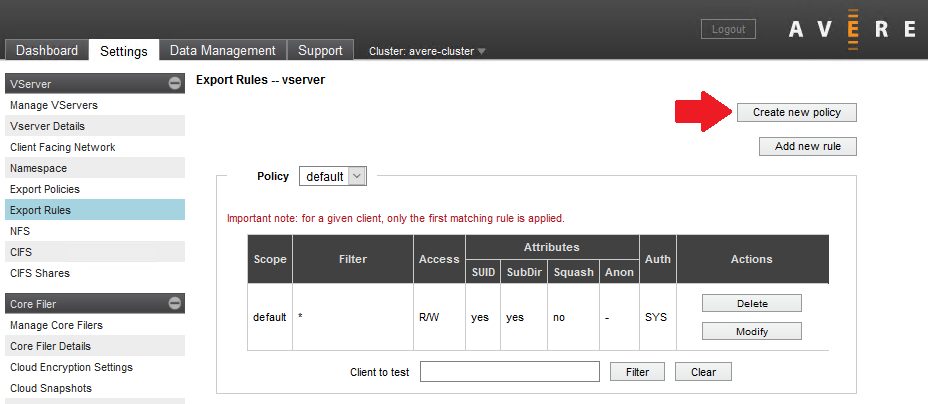 Logout
AVERE
Dashboard Settings Data Management Support Cluster: avere-cluster
VServer
Manage VServers
Vserver Details
Client Facing Network
Namespace
Export Policies
Export Rules
NFS
CIFS
CIFS Shares
Core Filer
Manage Core Filers
Core Filer Details
Cloud Encryption Settings
Cloud Snapshots
Export Rules -- vserver
Create new policy
Add new rule
Policy default
Important note: for a given client, only the first matching rule is applied.
Scope Filter Access Attributes Auth Actions
SUID SubDir Squash Anon
default * R/W yes yes no - SYS
Delete
Modify
Client to test Filter Clear